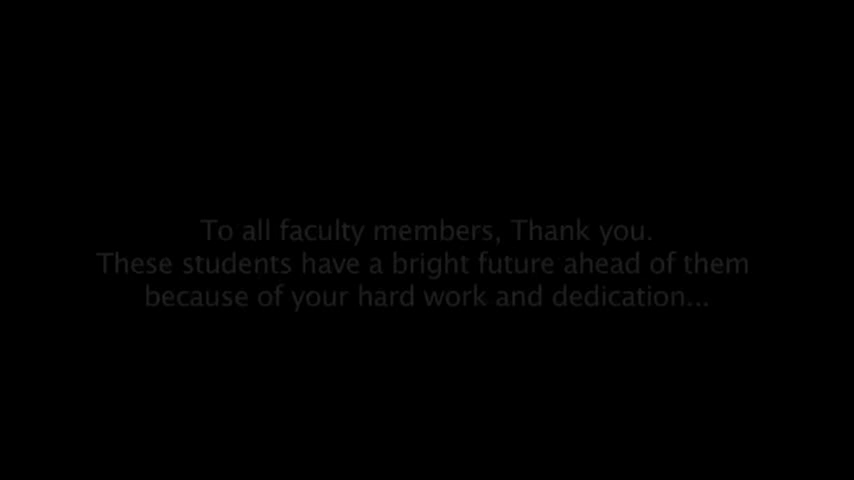 To all faculty members, Thank you.
These students have a bright future ahead of them
because of your hard work and dedication...